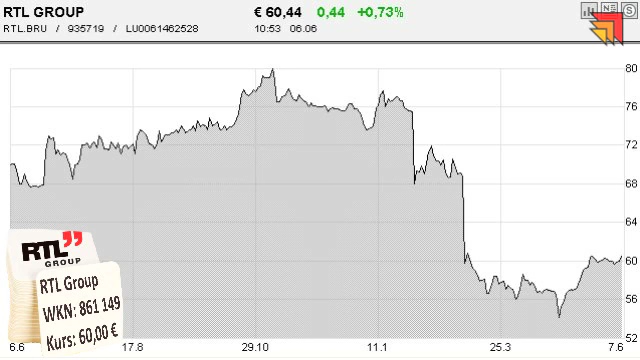 RTL GROUP € 60,44 0,44 +0,73%
RTL.BRU / 935719 / LU0061462528 10:53 06.06
NE S
80
76
72
68
64
60
56
52
RTL
GROUP
RTL Group
WKN: 861 149
Kurs: 60,00 €
6.6 17.8 29.10 11.1 25.3 7.6